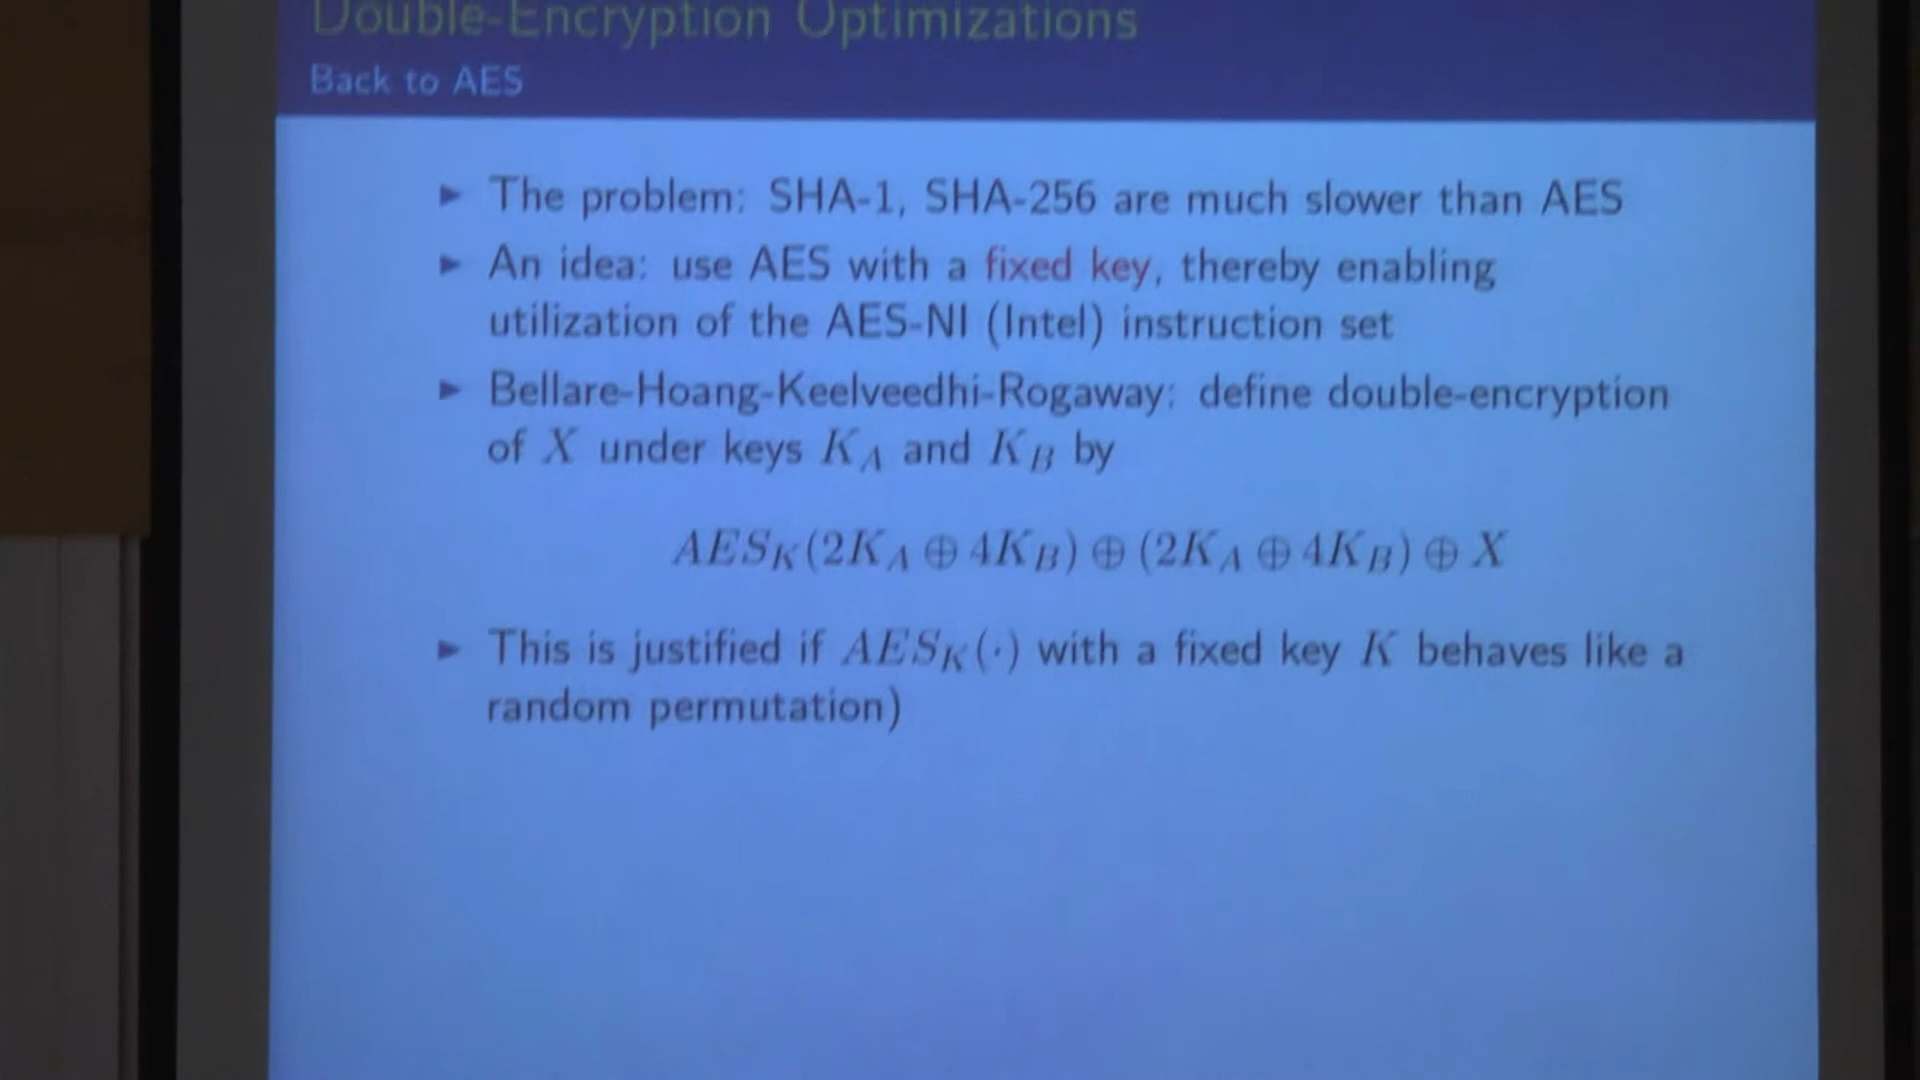 Double-Encryption Optimizations
Back to AES
► The problem: SHA-1, SHA-256 are much slower than AES
► An idea: use AES with a fixed key, thereby enabling
utilization of the AES-NI (Intel) instruction set
► Bellare-Hoang-Keelveedhi-Rogaway: define double-encryption
of X under keys K_A and K_B by
AES_K(2K_A ⊕ 4K_B) ⊕ (2K_A ⊕ 4K_B) ⊕ X
► This is justified if AES_K(·) with a fixed key K behaves like a
random permutation)